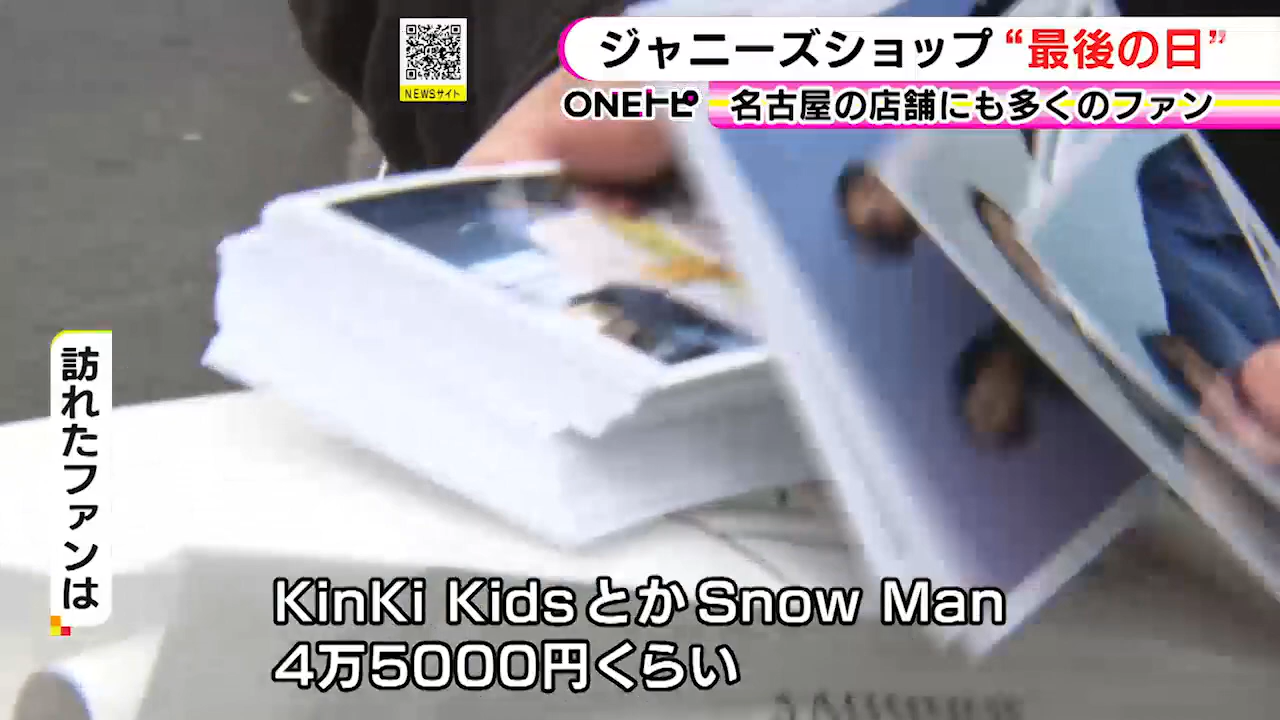 ジャニーズショップ“最後の日”
ONEトピ 名古屋の店舗にも多くのファン
NEWSサイト
訪れたファンは
KinKi KidsとかSnow Man
4万5000円くらい